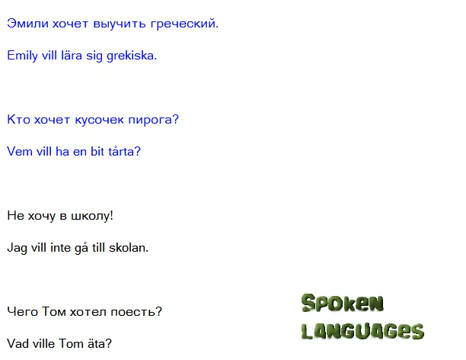 Эмили хочет выучить греческий.
Emily vill lära sig grekiska.
Кто хочет кусочек пирога?
Vem vill ha en bit tårta?
Не хочу в школу!
Jag vill inte gå till skolan.
Чего Том хотел поесть?
Vad ville Tom äta?
Spoken
Languages